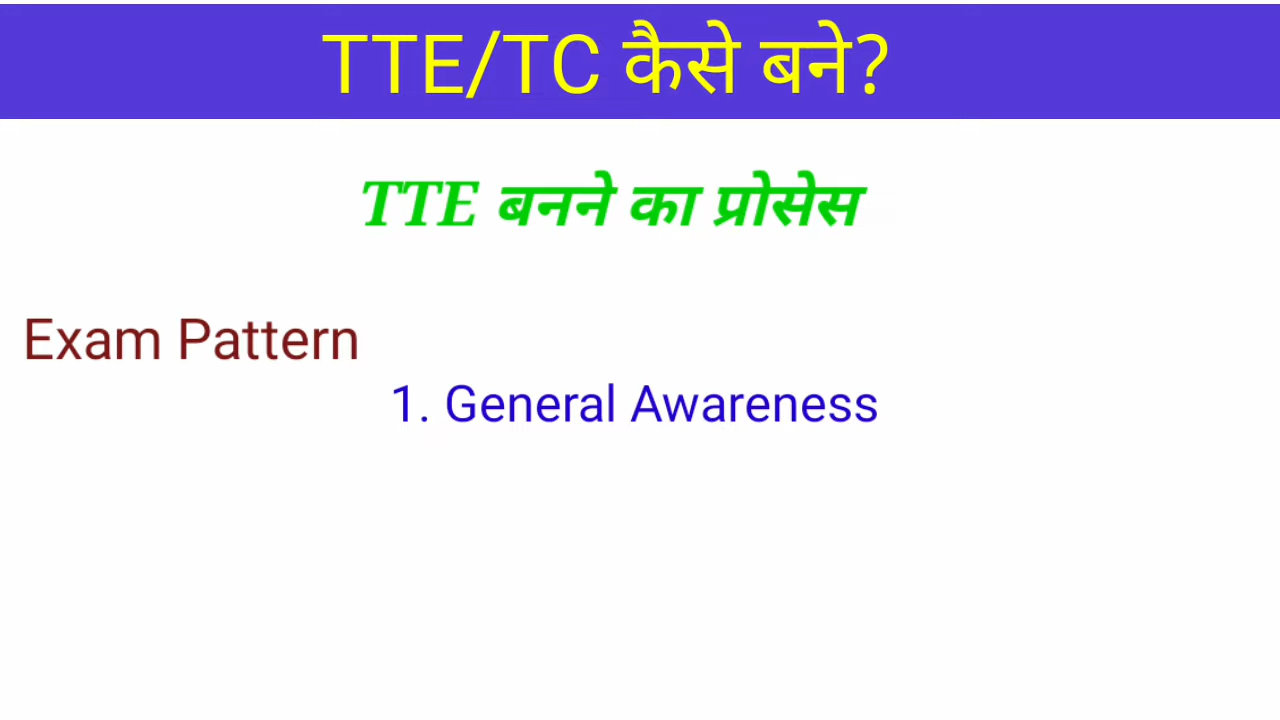 TTE/TC कैसे बने?
TTE बनने का प्रोसेस
Exam Pattern
1. General Awareness